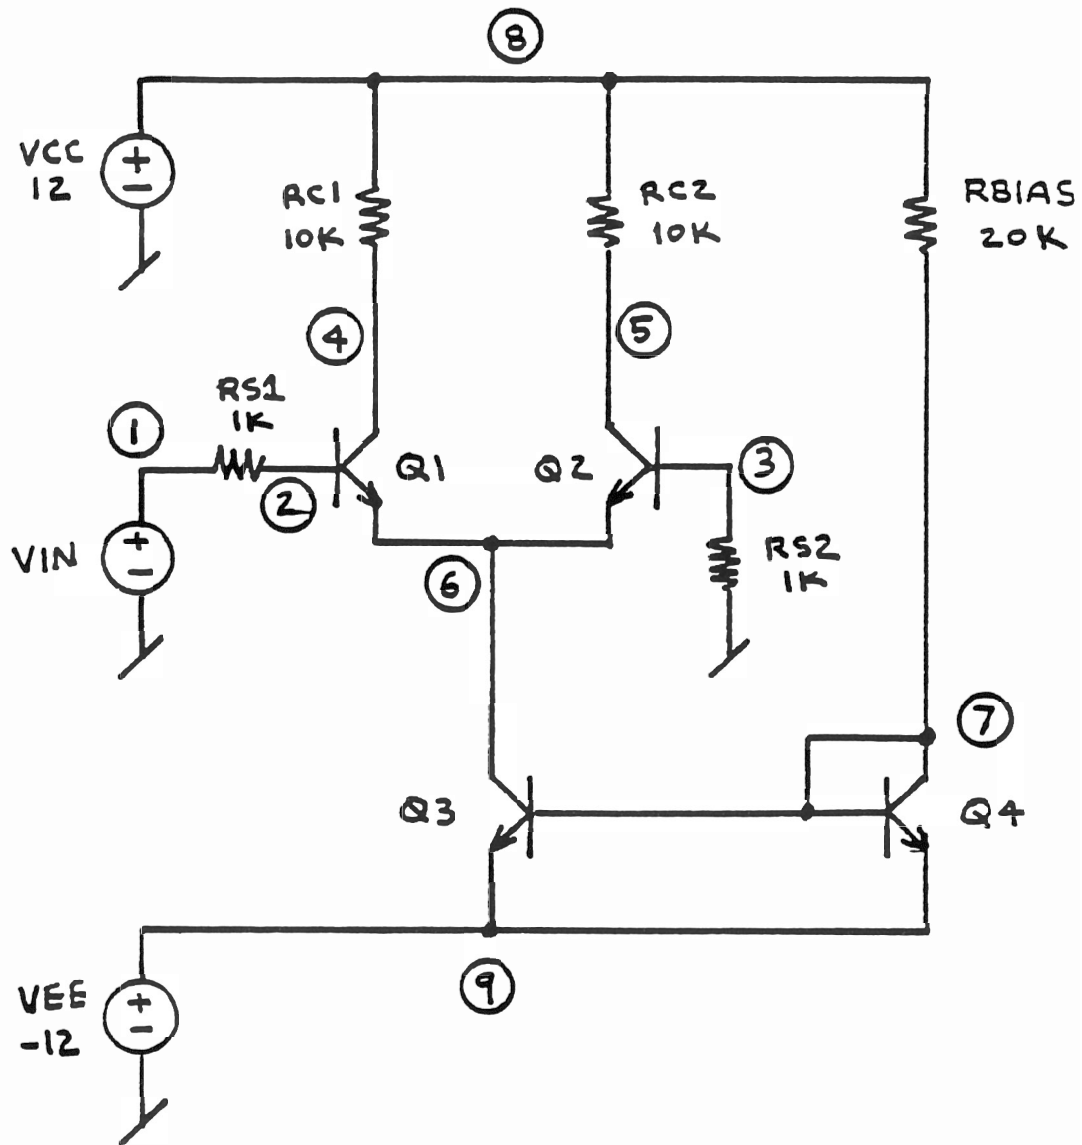 8
VCC
12
+
−
RC1
10K
RC2
10K
RBIAS
20K
4
5
RS1
1K
1
2
Q1
Q2
3
VIN
+
−
RS2
1K
6
7
Q3
Q4
9
VEE
-12
+
−